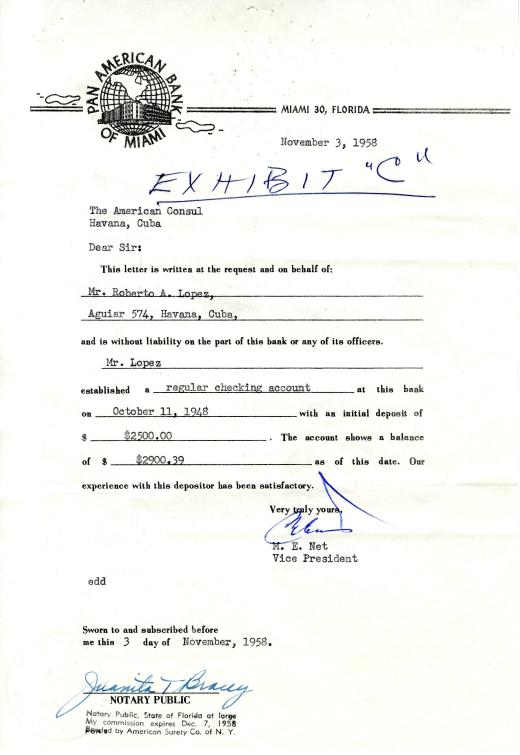 PAN AMERICAN BANK
OF MIAMI
MIAMI 30, FLORIDA
November 3, 1958
EXHIBIT "C"
The American Consul
Havana, Cuba
Dear Sir:
This letter is written at the request and on behalf of:
Mr. Roberto A. Lopez,
Aguiar 574, Havana, Cuba,
and is without liability on the part of this bank or any of its officers.
Mr. Lopez
established a regular checking account at this bank
on October 11, 1948 with an initial deposit of
$ $2500.00 . The account shows a balance
of $ $2900.39 as of this date. Our
experience with this depositor has been satisfactory.
Very truly yours,
M. E. Net
Vice President
edd
Sworn to and subscribed before
me this 3 day of November, 1958.
Juanita T Bracey
NOTARY PUBLIC
Notary Public, State of Florida at large
My commission expires Dec. 7, 1958
Bonded by American Surety Co. of N. Y.